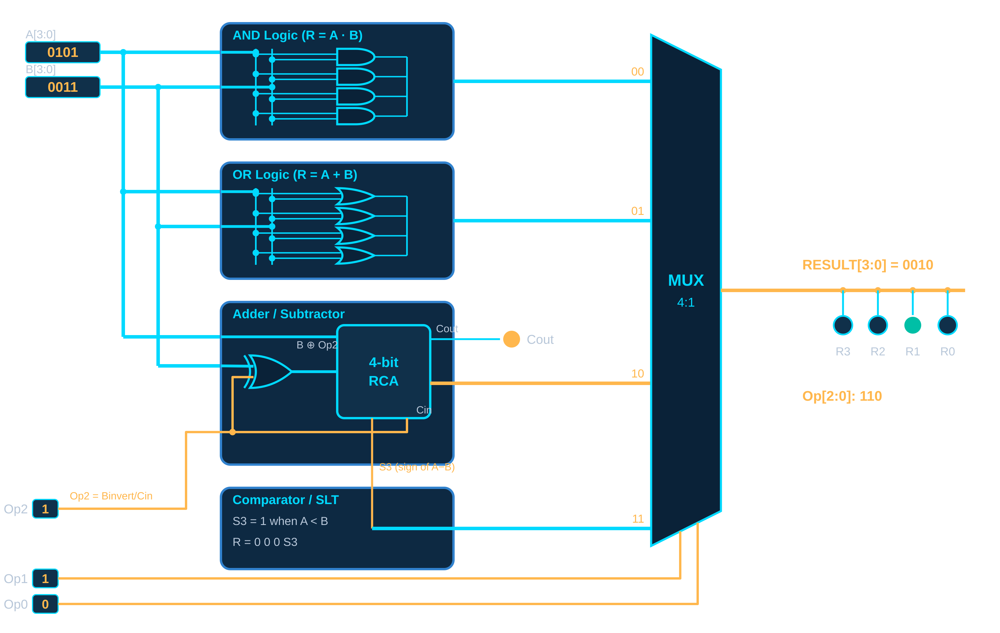 A[3:0]
0101
B[3:0]
0011
AND Logic (R = A · B)
00
OR Logic (R = A + B)
01
MUX
4:1
RESULT[3:0] = 0010
R3 R2 R1 R0
Op[2:0]: 110
Adder / Subtractor
B ⊕ Op2
4-bit
RCA
Cout
Cout
Cin
10
S3 (sign of A−B)
Op2 = Binvert/Cin
Op2 1
Comparator / SLT
S3 = 1 when A < B
R = 0 0 0 S3
11
Op1 1
Op0 0